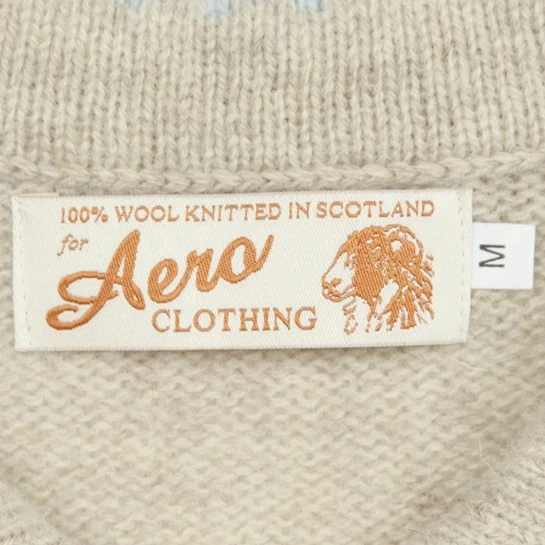 100% WOOL KNITTED IN SCOTLAND
for Aero
CLOTHING
M